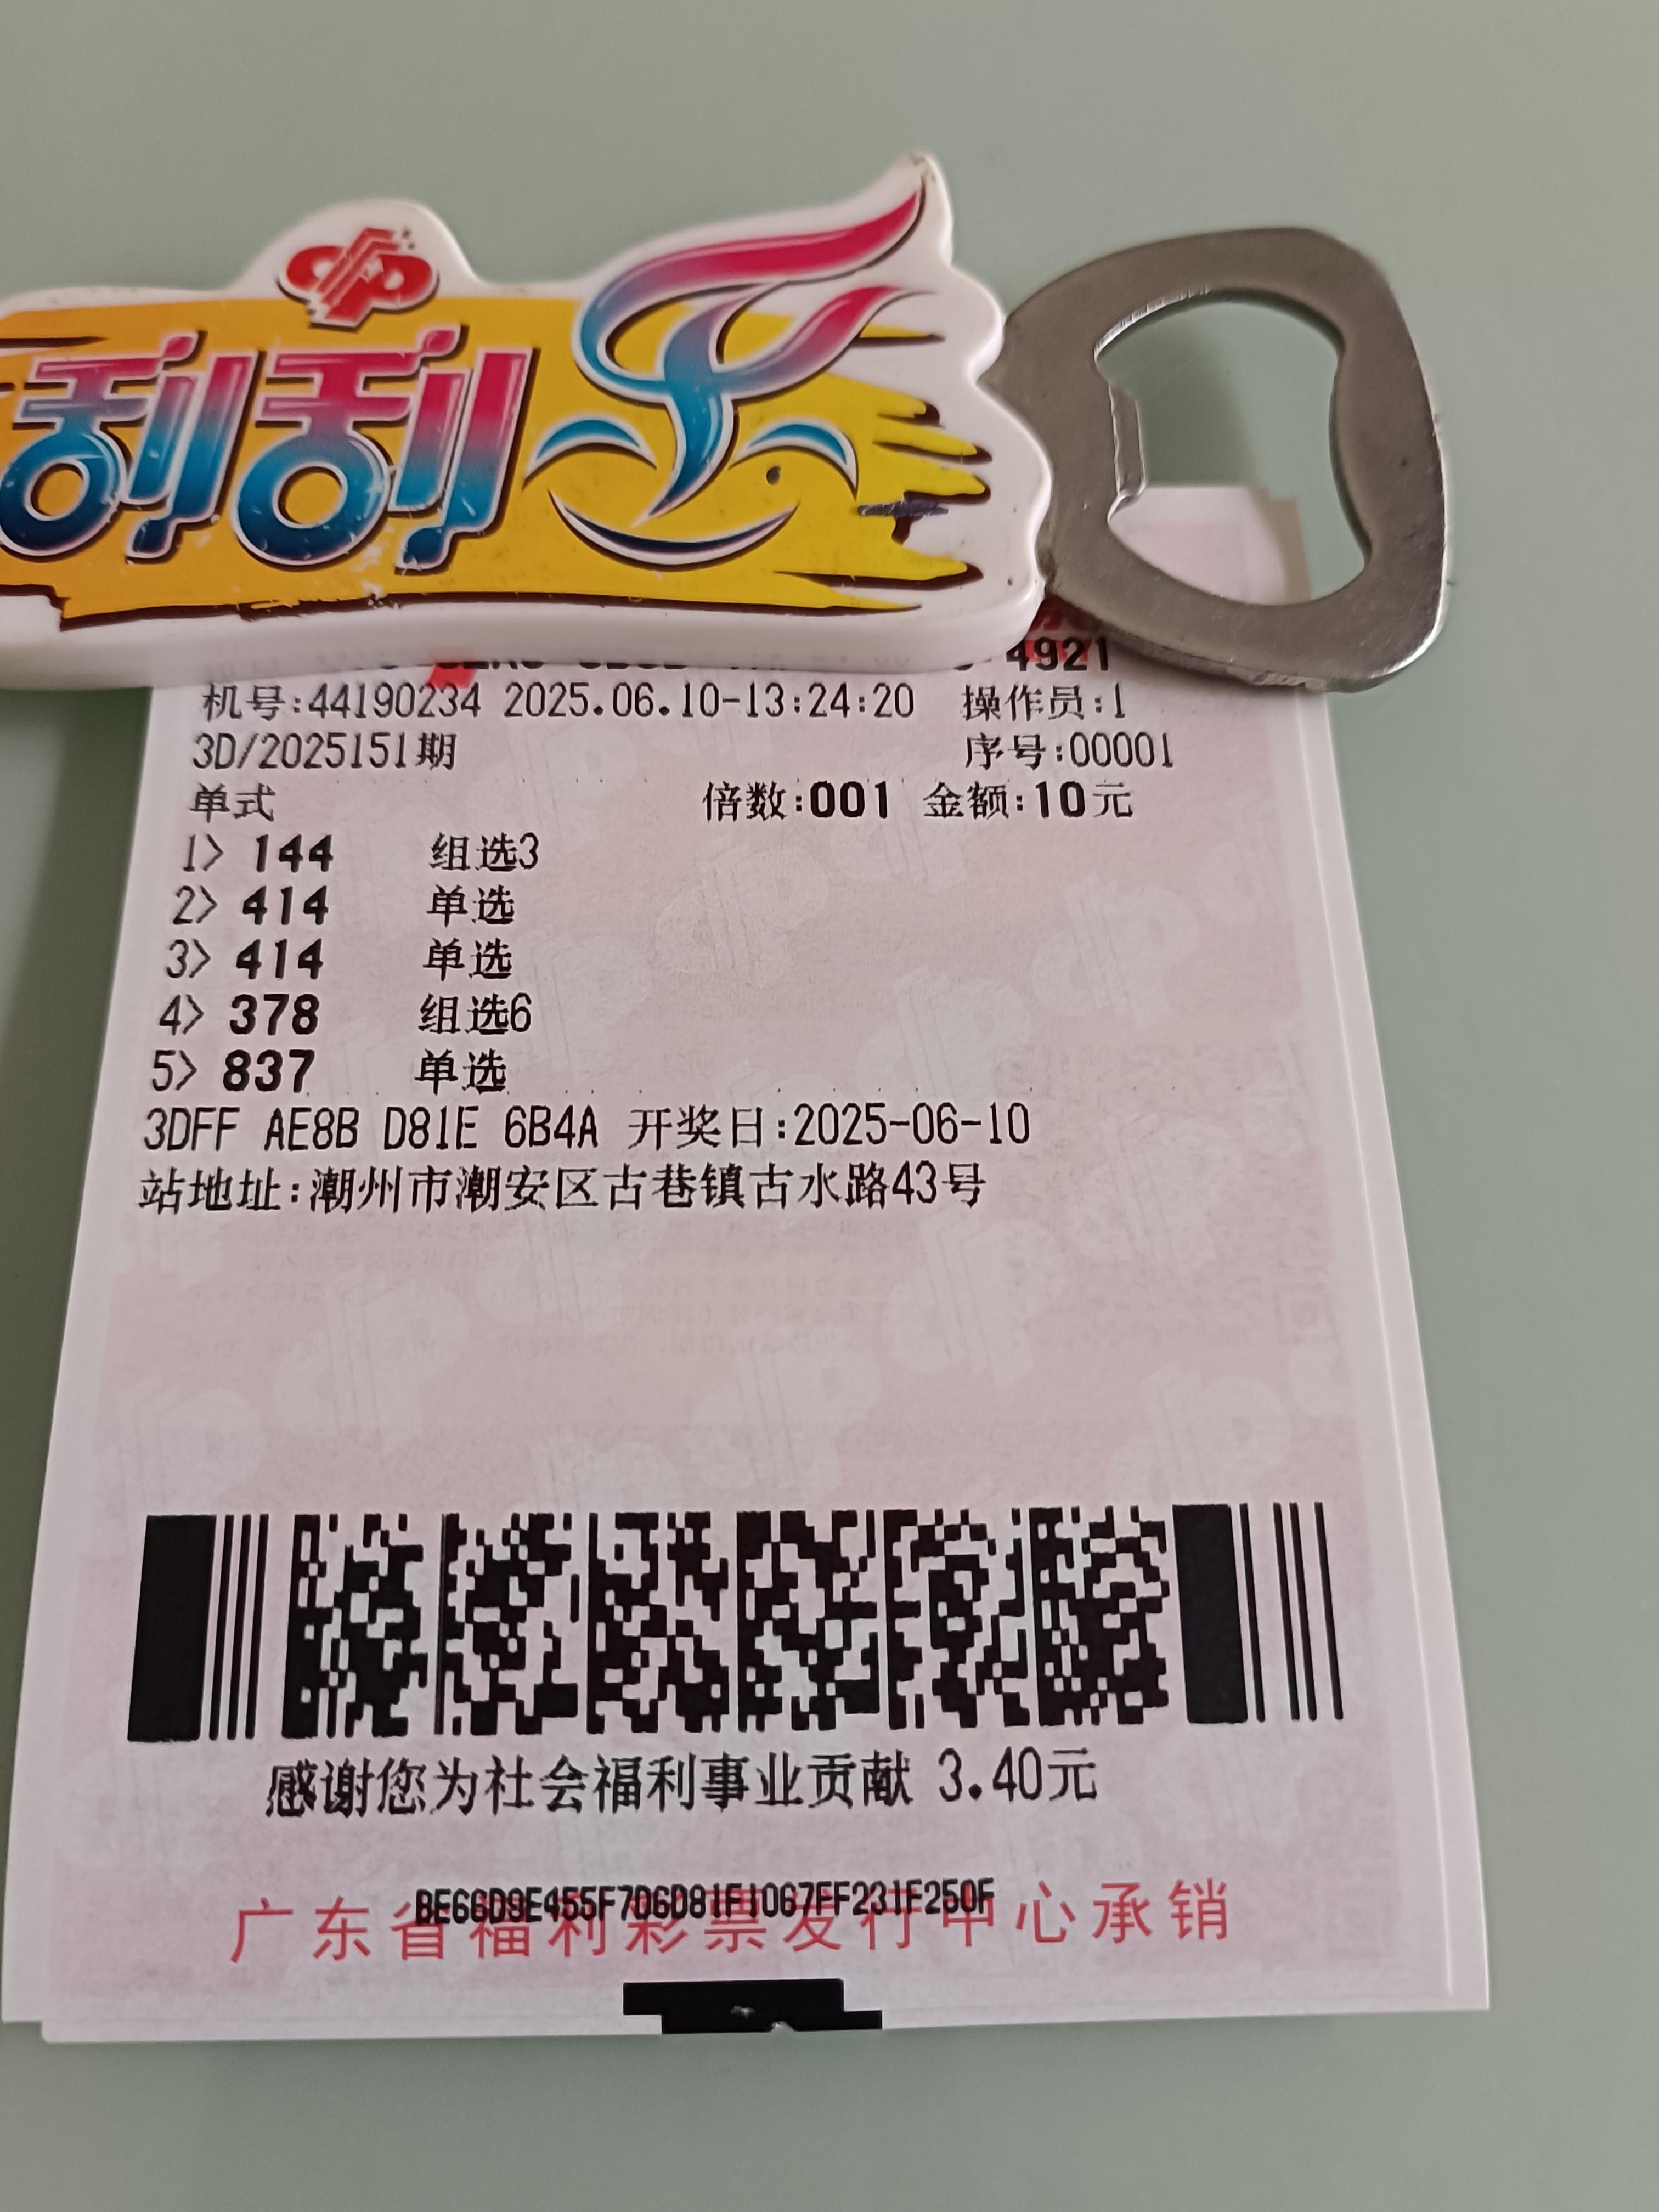 刮刮乐
4921
机号:44190234 2025.06.10-13:24:20 操作员:1
3D/2025151期 序号:00001
单式 倍数:001 金额:10元
1> 144 组选3
2> 414 单选
3> 414 单选
4> 378 组选6
5> 837 单选
3DFF AE8B D81E 6B4A 开奖日:2025-06-10
站地址:潮州市潮安区古巷镇古水路43号
感谢您为社会福利事业贡献 3.40元
广东省福利彩票发行中心承销